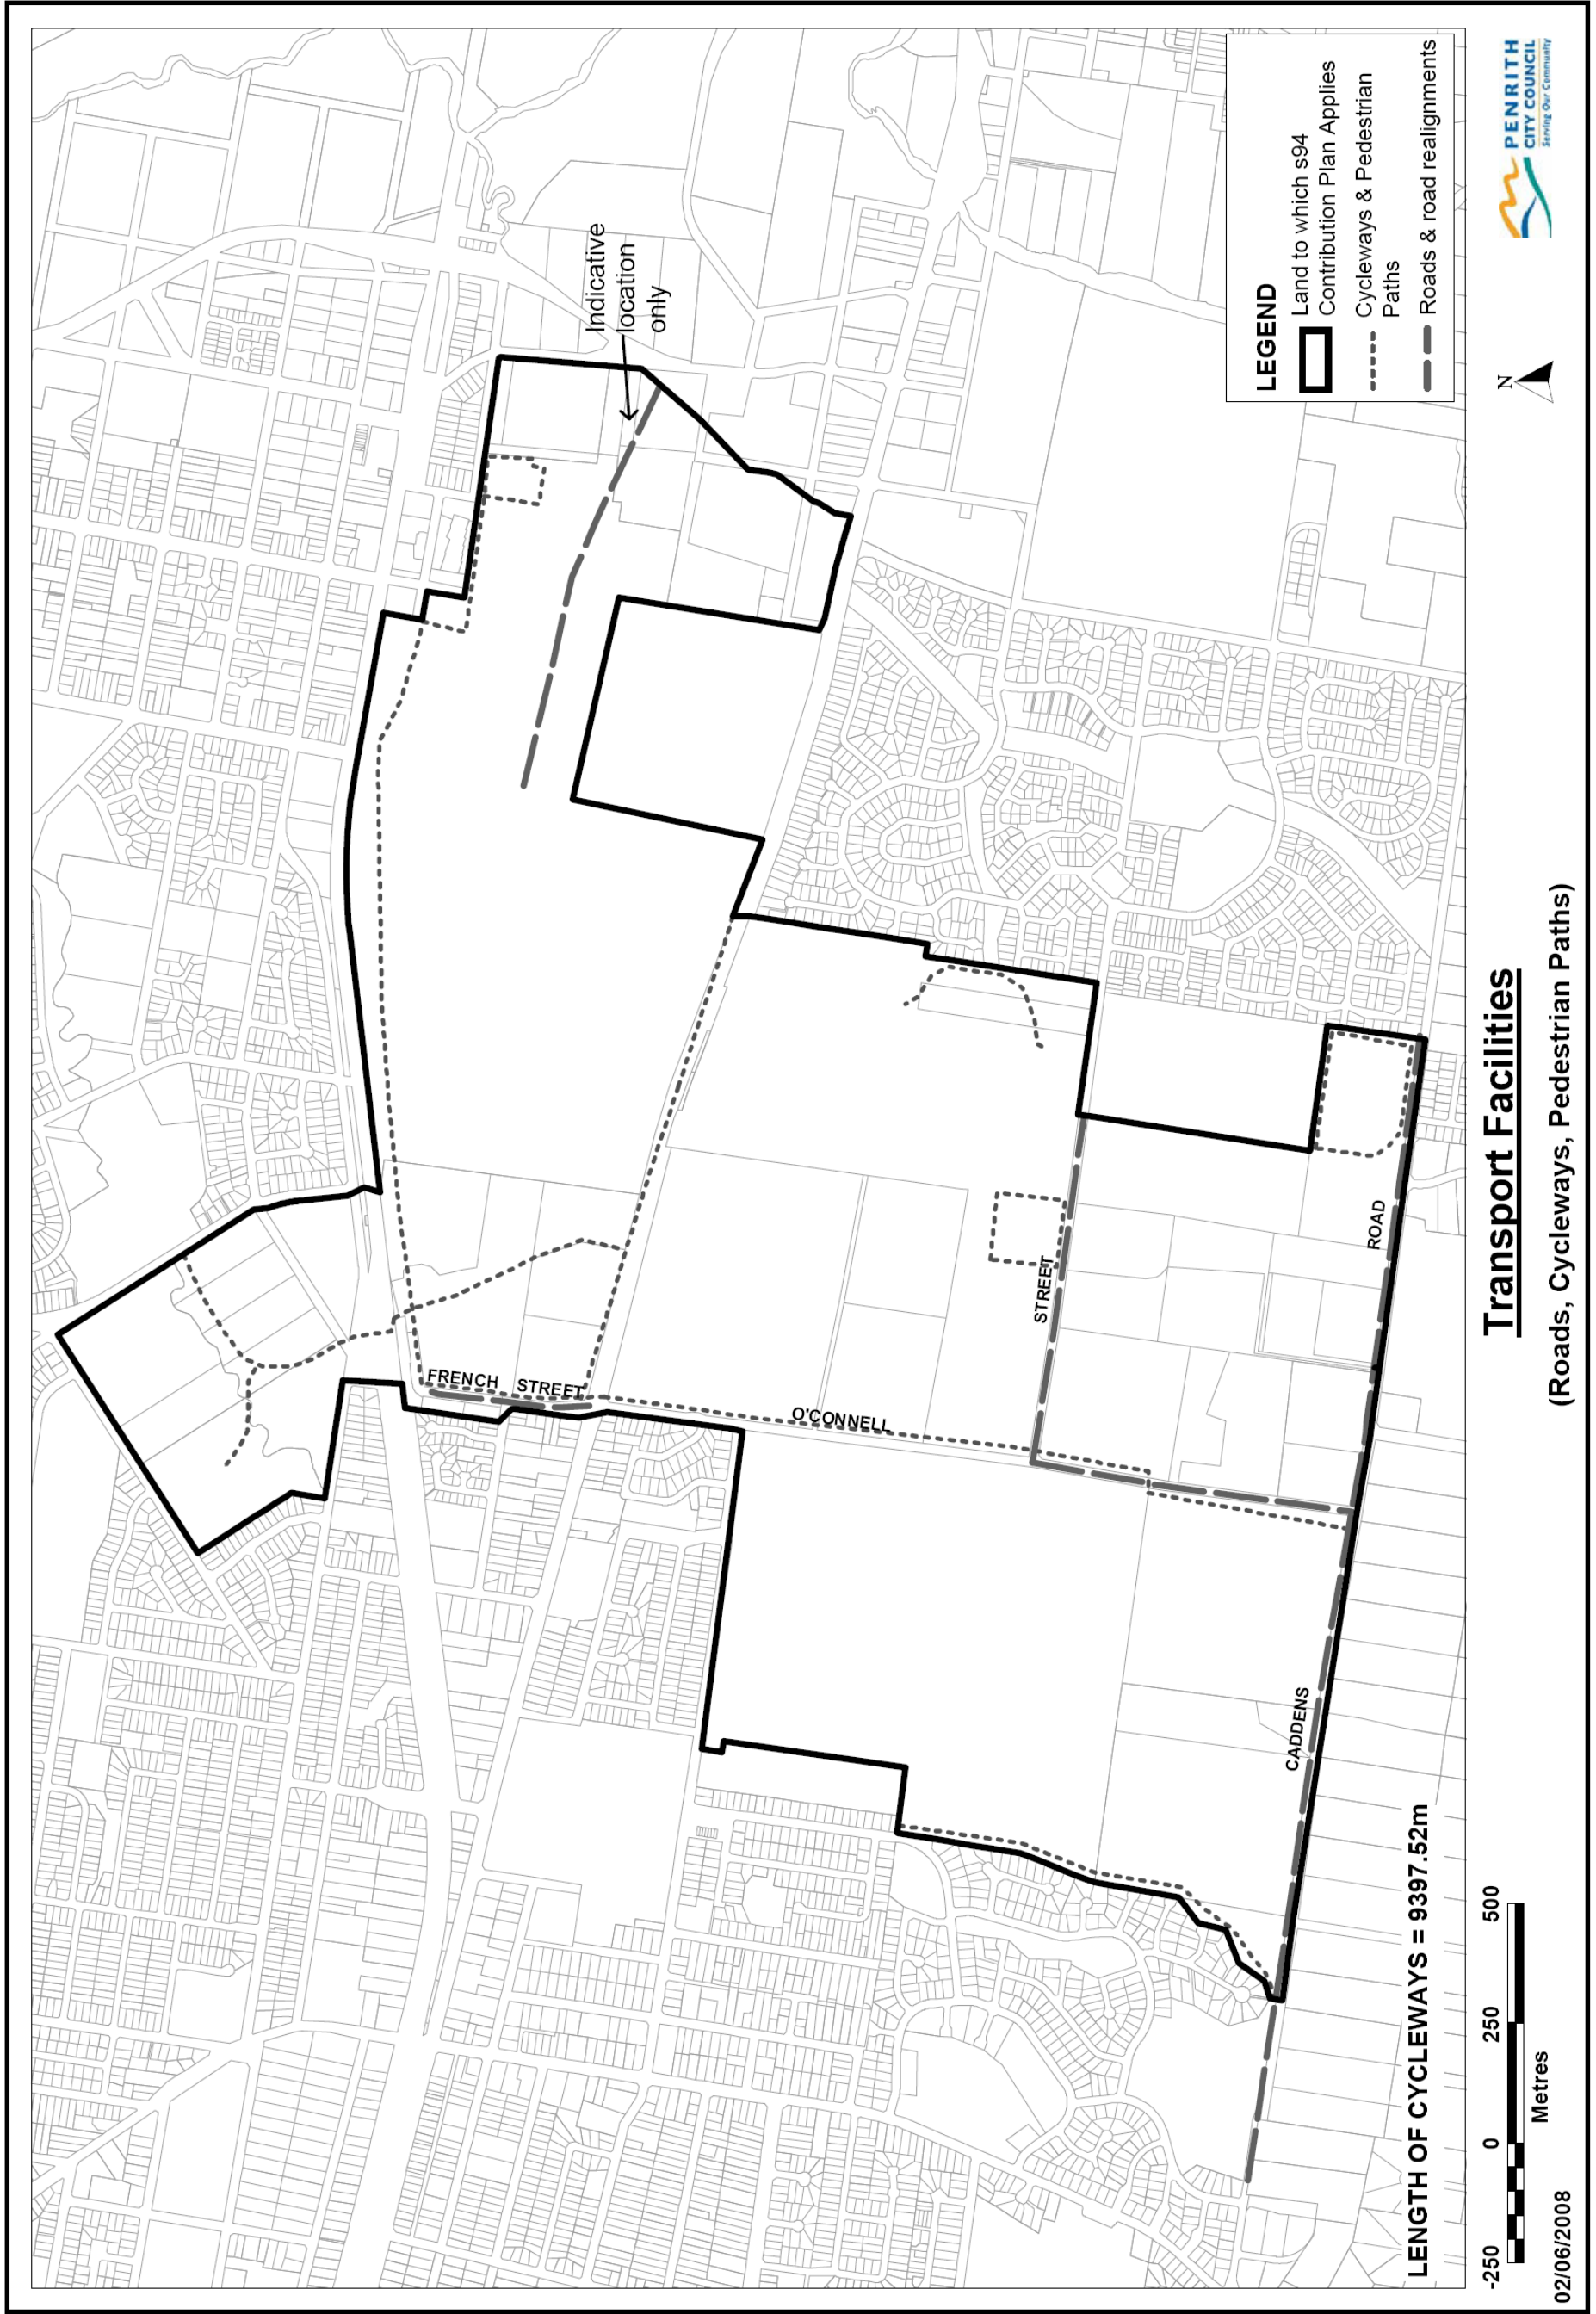 Indicative
location
only
FRENCH STREET
O'CONNELL
STREET
ROAD
CADDENS
LEGEND
Land to which s94
Contribution Plan Applies
Cycleways & Pedestrian
Paths
Roads & road realignments
LENGTH OF CYCLEWAYS = 9397.52m
-250 0 250 500
Metres
02/06/2008
Transport Facilities
(Roads, Cycleways, Pedestrian Paths)
N
PENRITH
CITY COUNCIL
Serving Our Community